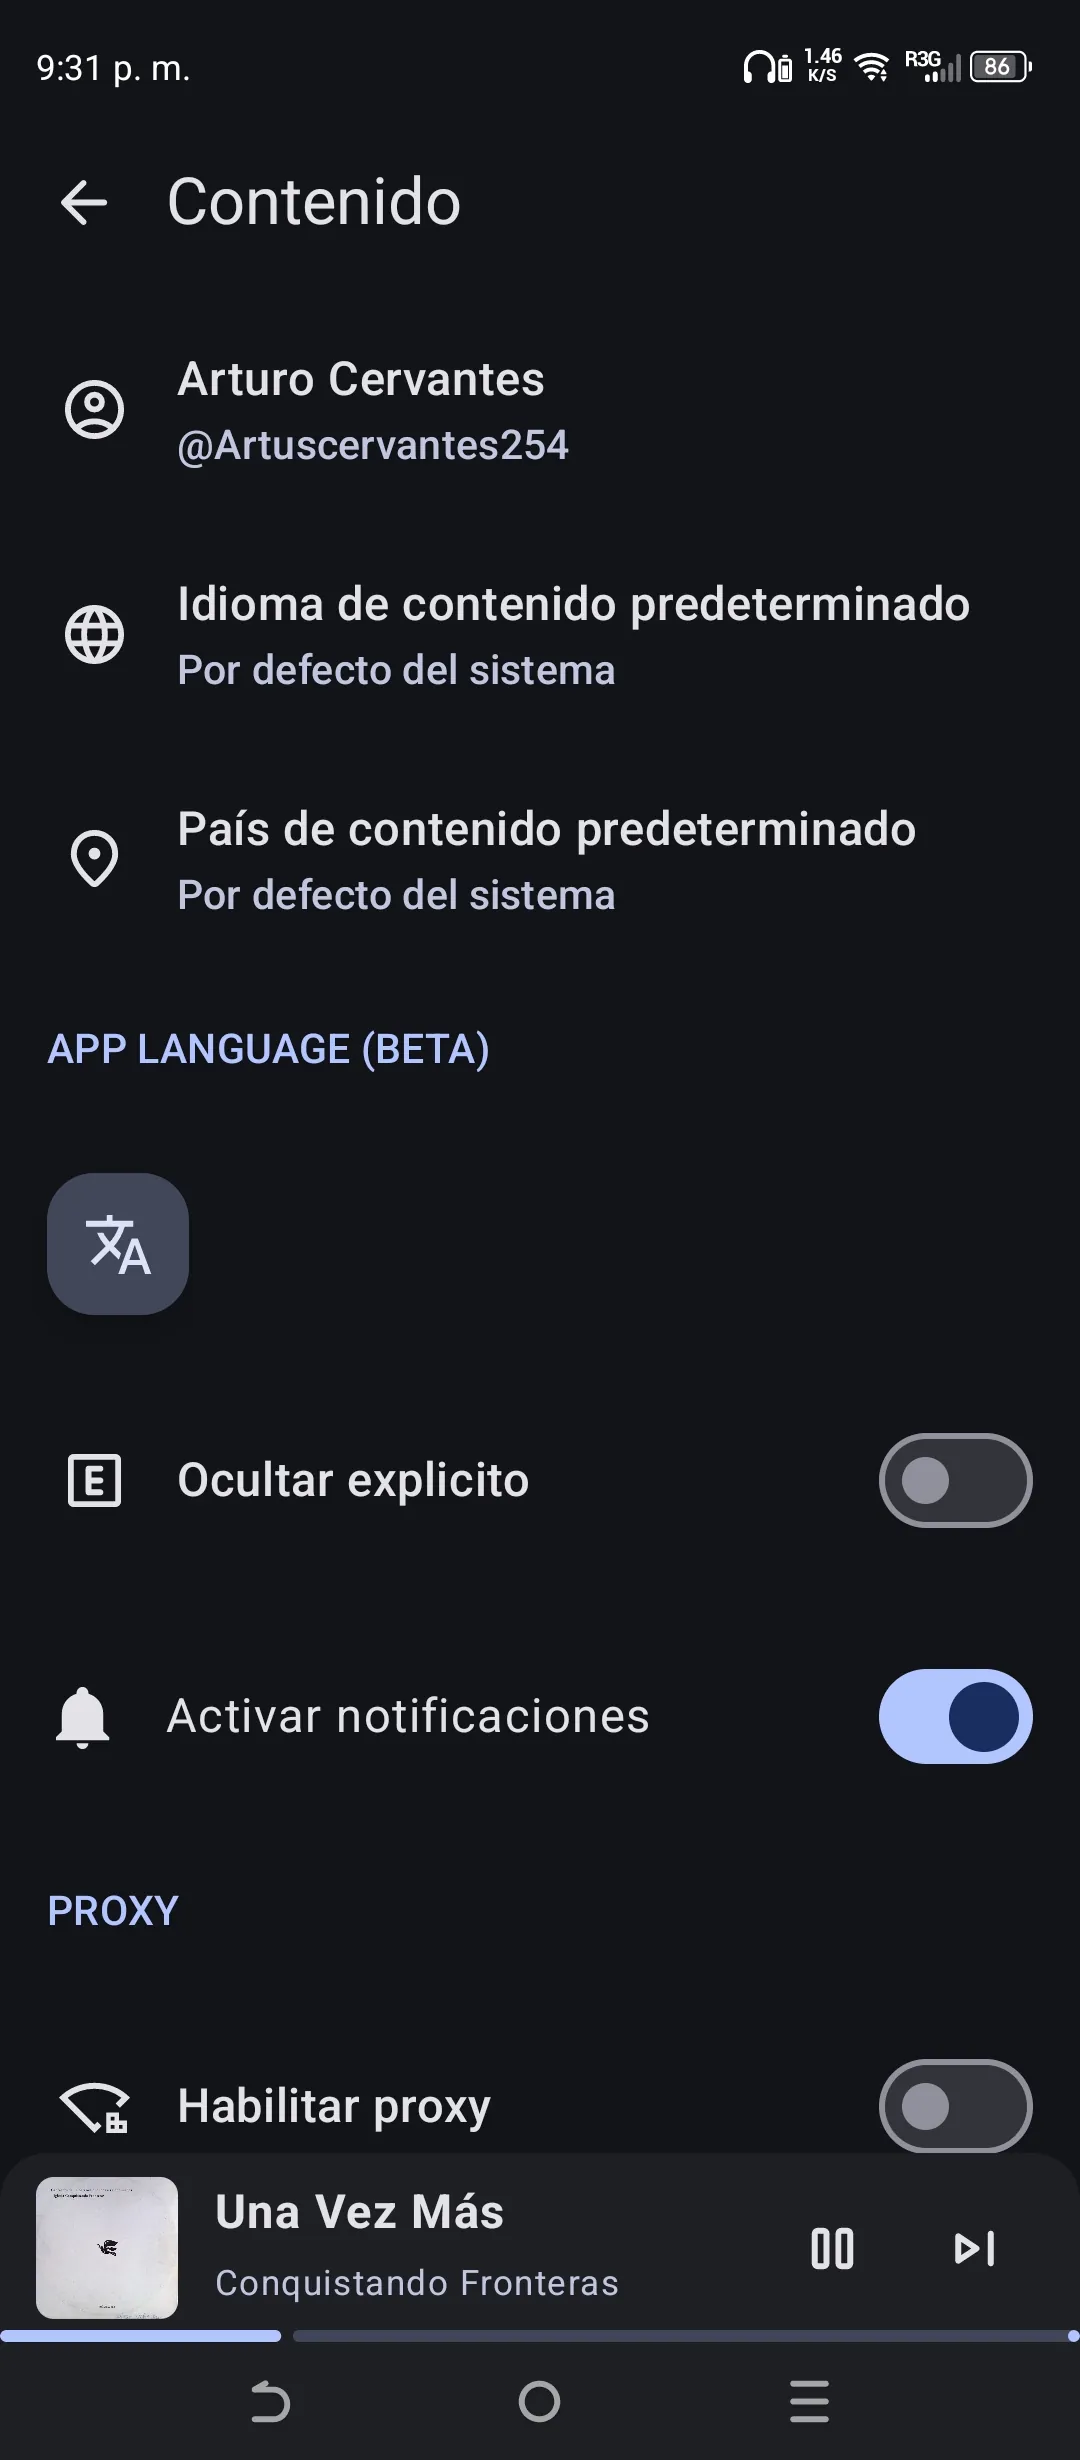 9:31 p. m.
1.46
K/S
R3G
86
Contenido
Arturo Cervantes
@Artuscervantes254
Idioma de contenido predeterminado
Por defecto del sistema
País de contenido predeterminado
Por defecto del sistema
APP LANGUAGE (BETA)
E
Ocultar explicito
Activar notificaciones
PROXY
Habilitar proxy
Una Vez Más
Conquistando Fronteras